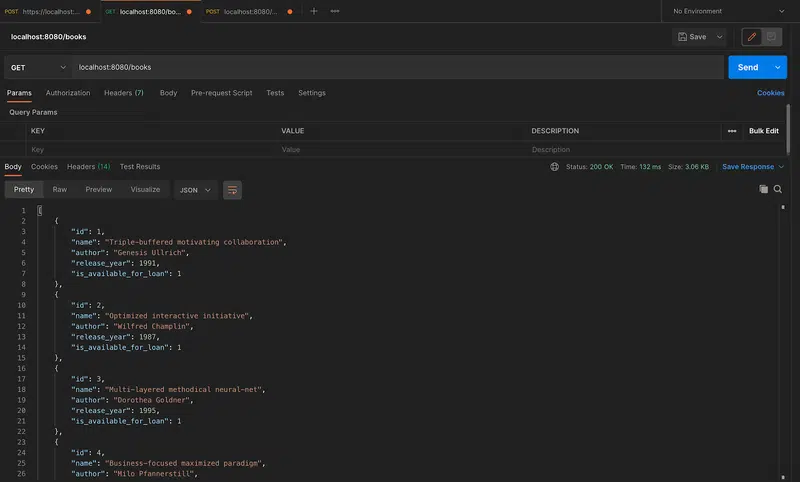 POST https://localhost:... GET localhost:8080/bo... POST localhost:8080/... + ••• No Environment
localhost:8080/books Save
GET localhost:8080/books Send
Params Authorization Headers (7) Body Pre-request Script Tests Settings Cookies
Query Params
KEY VALUE DESCRIPTION ••• Bulk Edit
Key Value Description
Body Cookies Headers (14) Test Results Status: 200 OK Time: 132 ms Size: 3.06 KB Save Response
Pretty Raw Preview Visualize JSON
1 [
2 {
3 "id": 1,
4 "name": "Triple-buffered motivating collaboration",
5 "author": "Genesis Ullrich",
6 "release_year": 1991,
7 "is_available_for_loan": 1
8 },
9 {
10 "id": 2,
11 "name": "Optimized interactive initiative",
12 "author": "Wilfred Champlin",
13 "release_year": 1987,
14 "is_available_for_loan": 1
15 },
16 {
17 "id": 3,
18 "name": "Multi-layered methodical neural-net",
19 "author": "Dorothea Goldner",
20 "release_year": 1995,
21 "is_available_for_loan": 1
22 },
23 {
24 "id": 4,
25 "name": "Business-focused maximized paradigm",
26 "author": "Milo Pfannerstill",